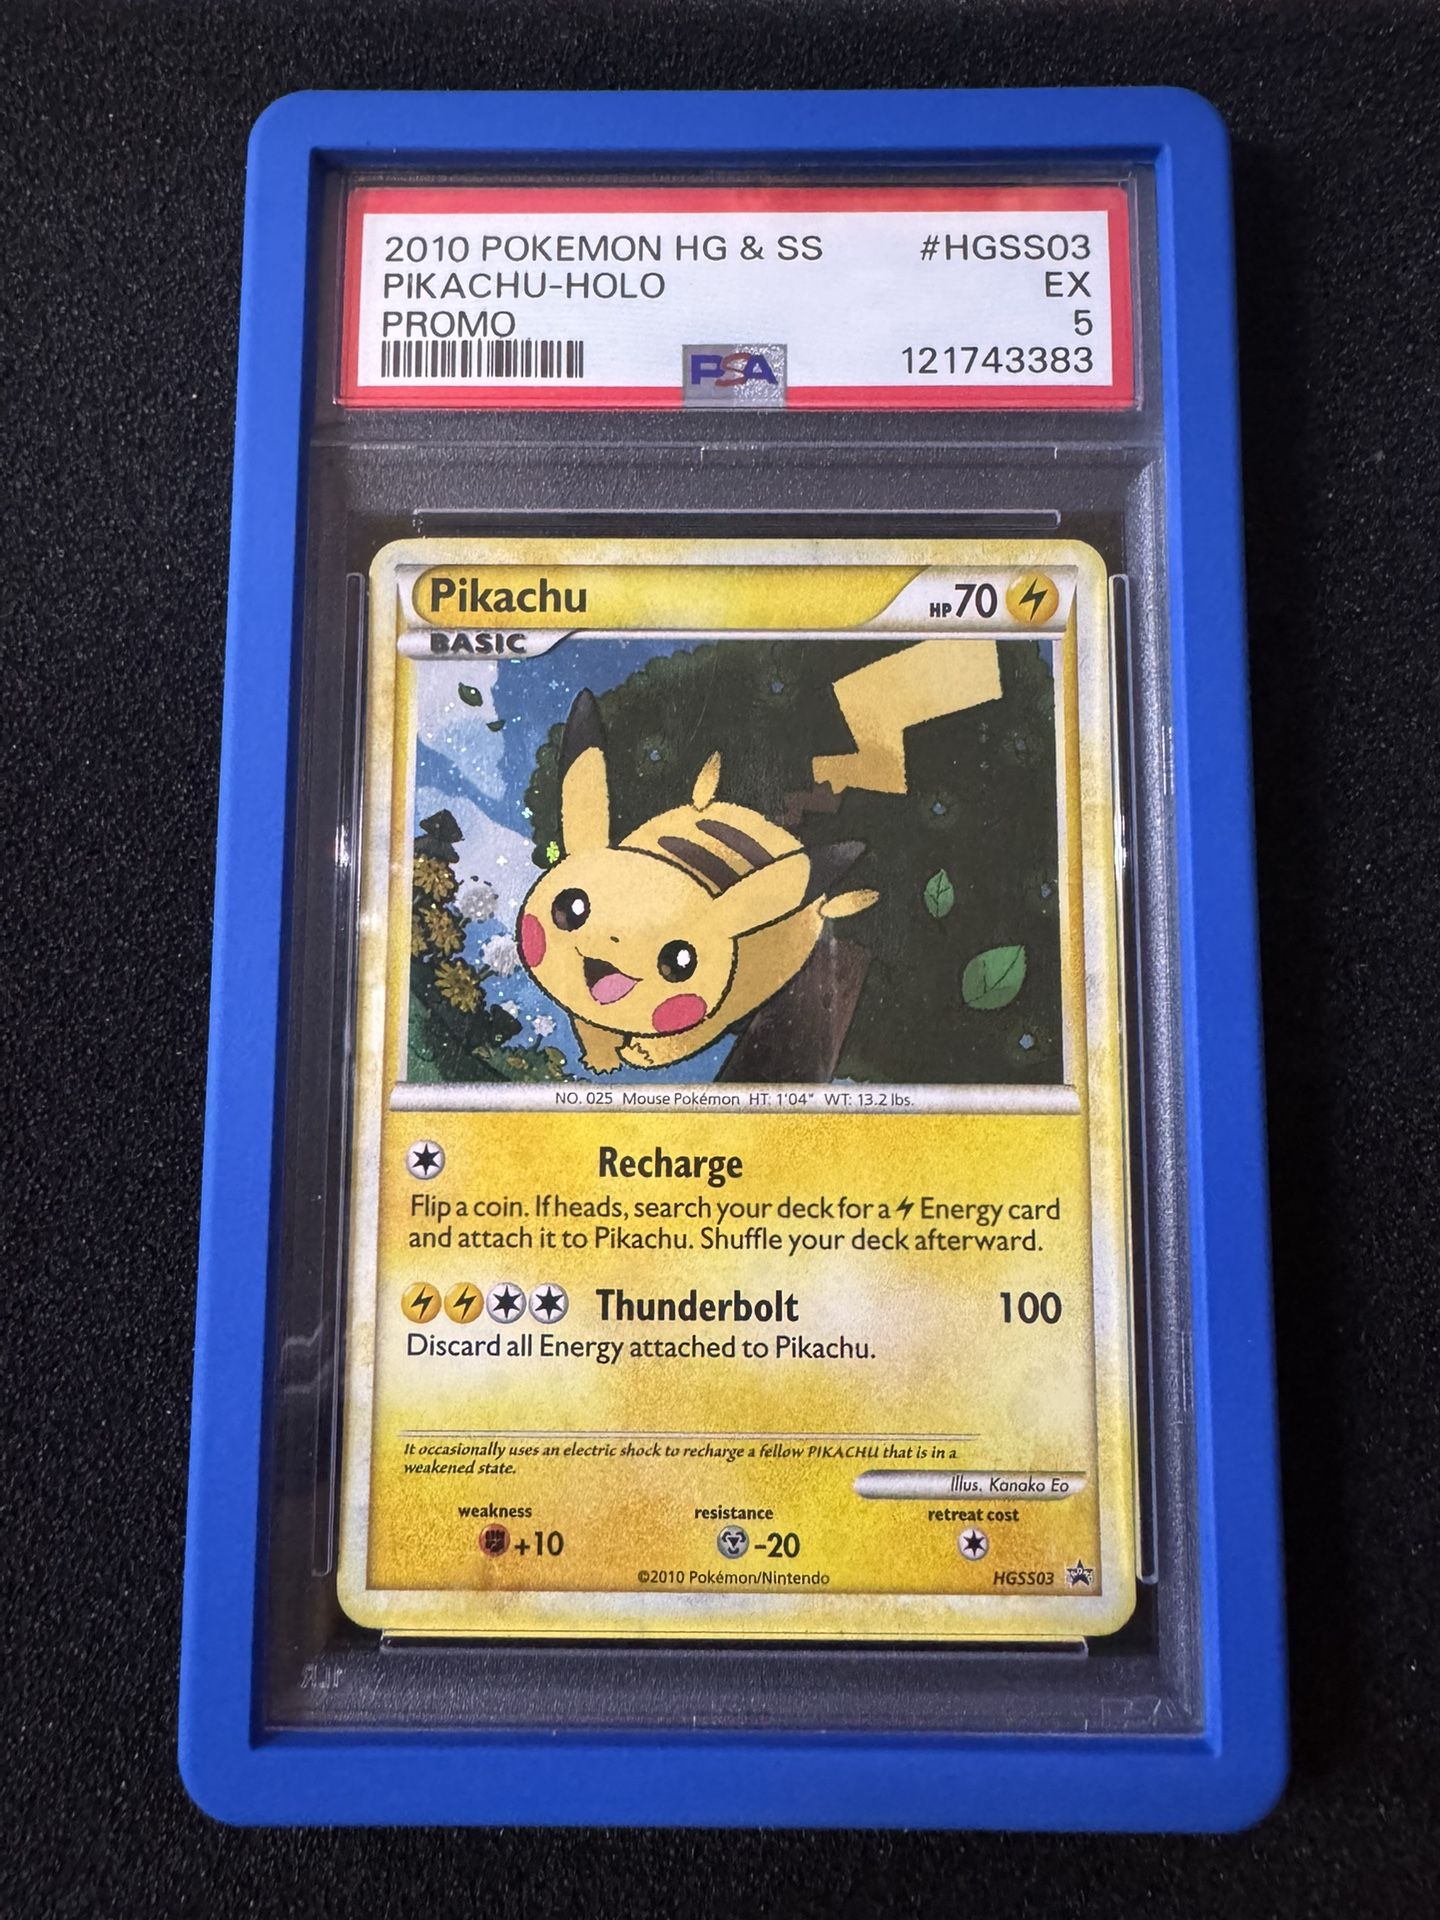 2010 POKEMON HG & SS #HGSS03
PIKACHU-HOLO EX
PROMO 5
PSA 121743383
Pikachu HP 70
BASIC
NO. 025 Mouse Pokémon HT: 1'04" WT: 13.2 lbs.
Recharge
Flip a coin. If heads, search your deck for a Energy card
and attach it to Pikachu. Shuffle your deck afterward.
Thunderbolt 100
Discard all Energy attached to Pikachu.
It occasionally uses an electric shock to recharge a fellow PIKACHU that is in a
weakened state.
Illus. Kanako Eo
weakness resistance retreat cost
+10 -20
©2010 Pokémon/Nintendo HGSS03